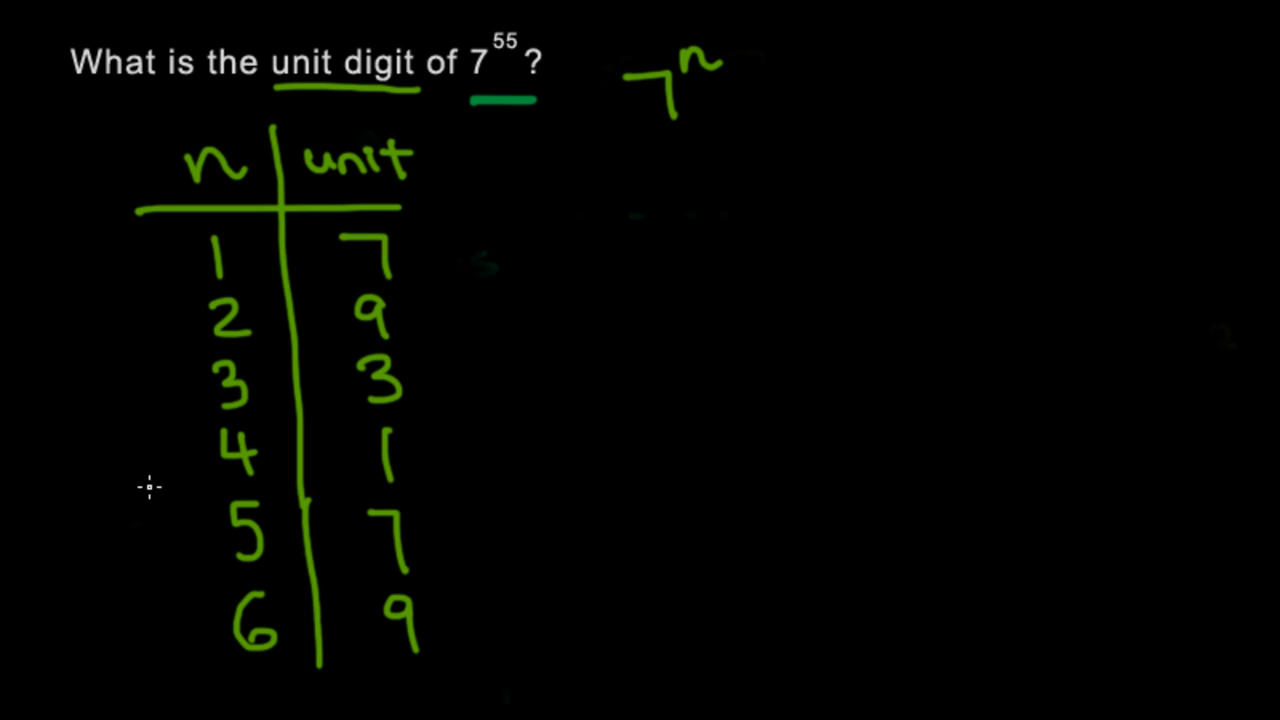 What is the unit digit of 7^55?
7^n
n unit
1 7
2 9
3 3
4 1
5 7
6 9